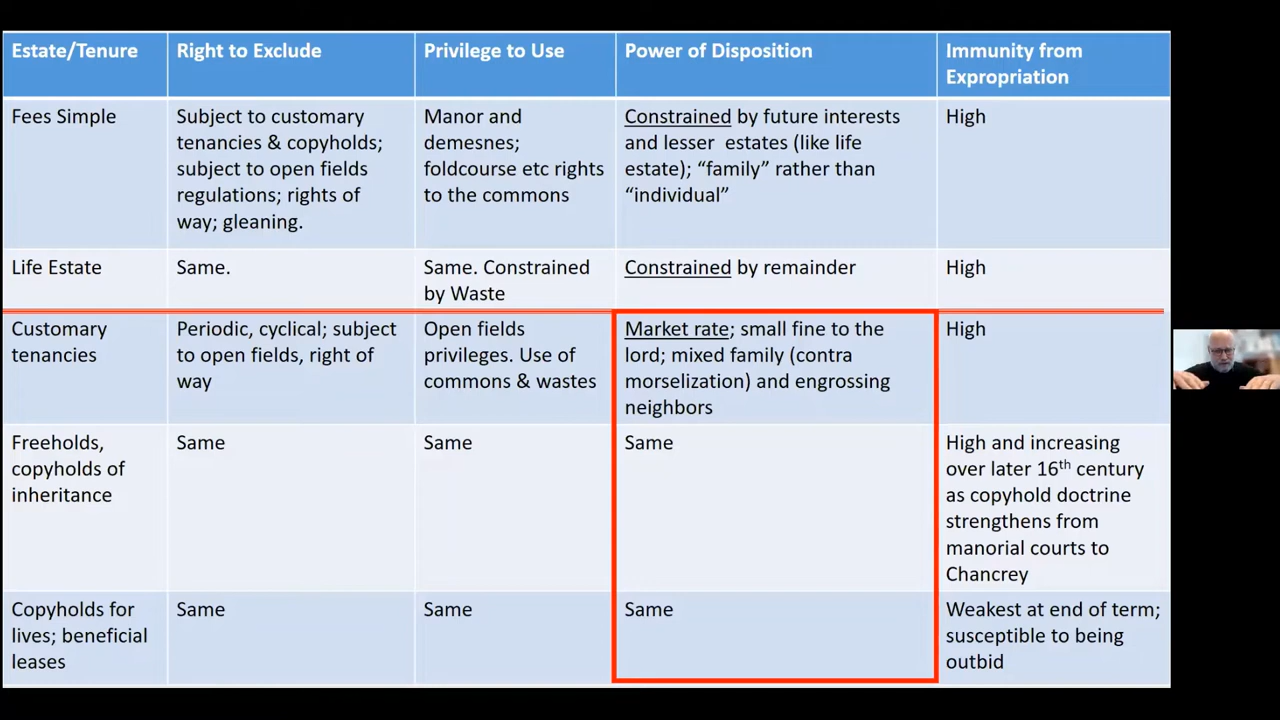 Estate/Tenure
Right to Exclude
Privilege to Use
Power of Disposition
Immunity from
Expropriation
Fees Simple
Subject to customary
tenancies & copyholds;
subject to open fields
regulations; rights of
way; gleaning.
Manor and
demesnes;
foldcourse etc rights
to the commons
Constrained by future interests
and lesser estates (like life
estate); “family” rather than
“individual”
High
Life Estate
Same.
Same. Constrained
by Waste
Constrained by remainder
High
Customary
tenancies
Periodic, cyclical; subject
to open fields, right of
way
Open fields
privileges. Use of
commons & wastes
Market rate; small fine to the
lord; mixed family (contra
morselization) and engrossing
neighbors
High
Freeholds,
copyholds of
inheritance
Same
Same
Same
High and increasing
over later 16th century
as copyhold doctrine
strengthens from
manorial courts to
Chancrey
Copyholds for
lives; beneficial
leases
Same
Same
Same
Weakest at end of term;
susceptible to being
outbid